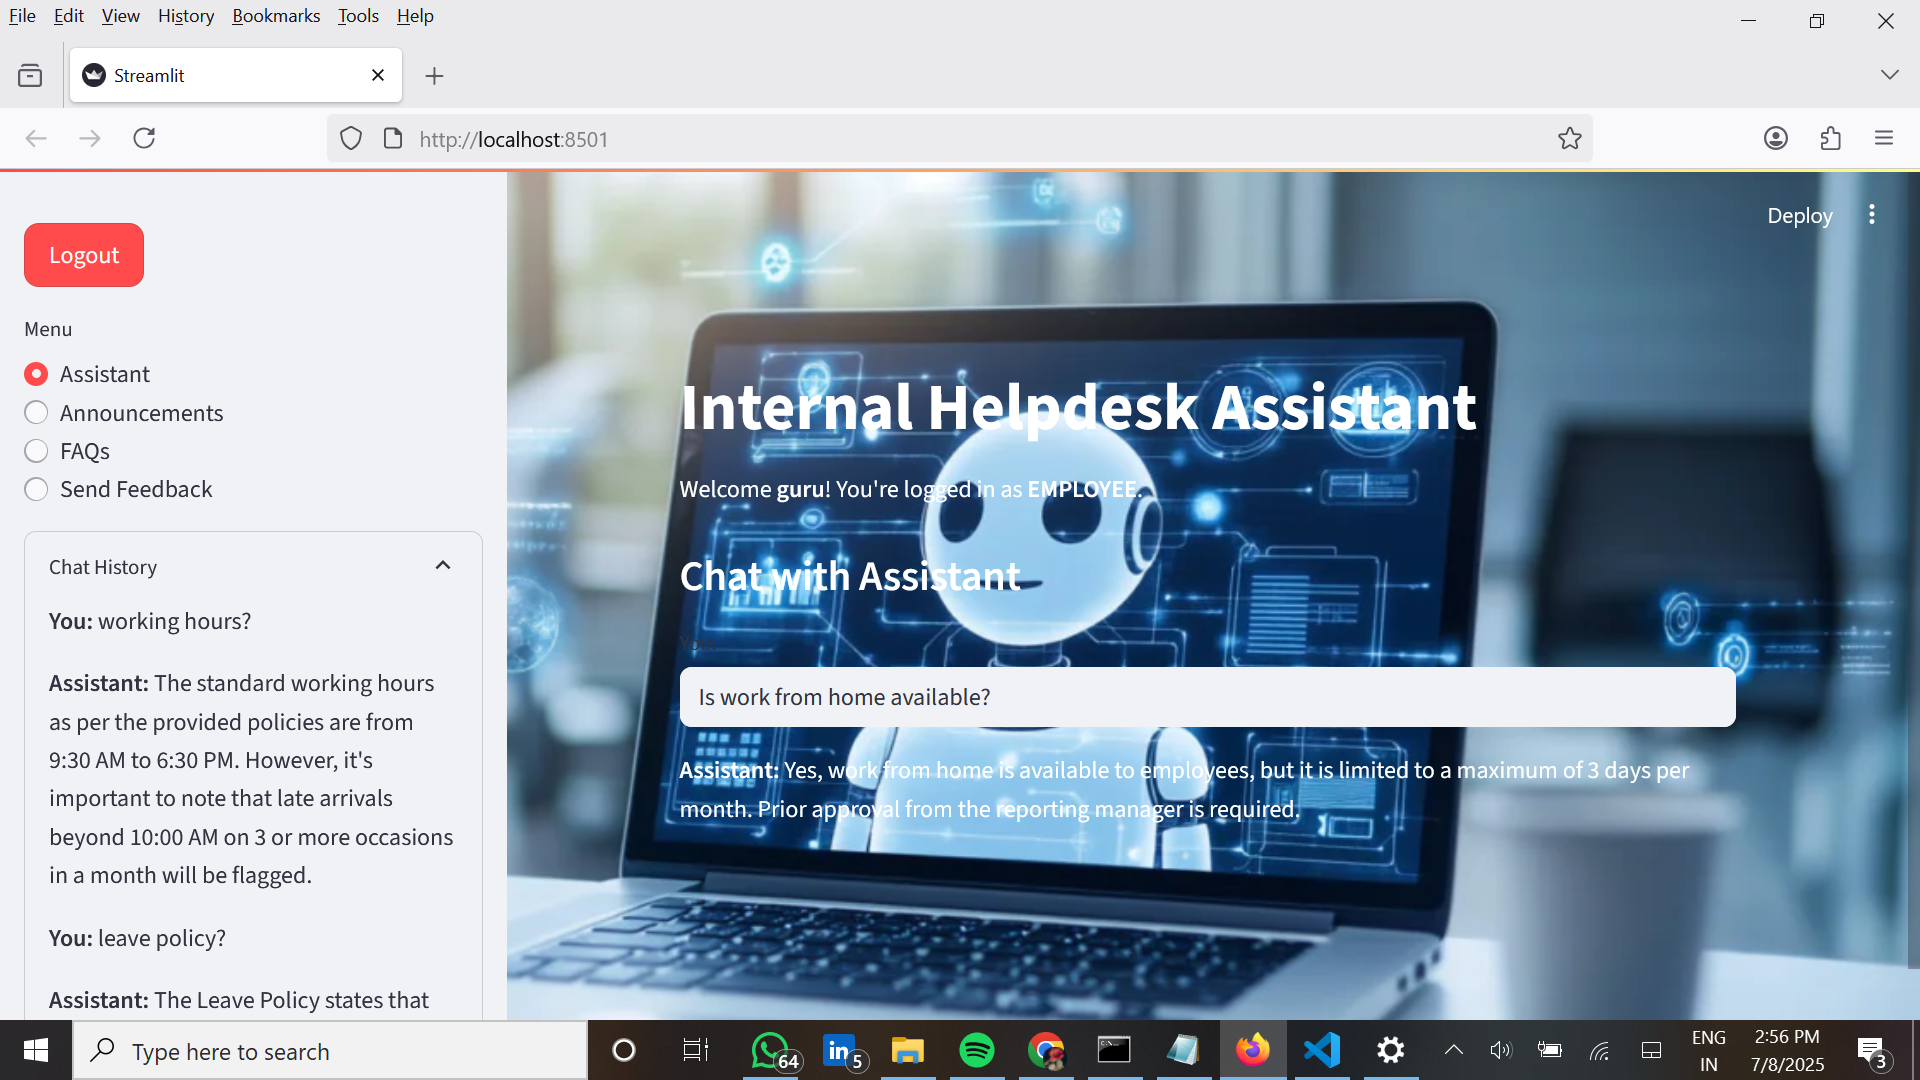 File Edit View History Bookmarks Tools Help
Streamlit
http://localhost:8501
Deploy
Logout
Menu
Assistant
Announcements
FAQs
Send Feedback
Chat History
You: working hours?
Assistant: The standard working hours
as per the provided policies are from
9:30 AM to 6:30 PM. However, it's
important to note that late arrivals
beyond 10:00 AM on 3 or more occasions
in a month will be flagged.
You: leave policy?
Assistant: The Leave Policy states that
Internal Helpdesk Assistant
Welcome guru! You're logged in as EMPLOYEE.
Chat with Assistant
You:
Is work from home available?
Assistant: Yes, work from home is available to employees, but it is limited to a maximum of 3 days per
month. Prior approval from the reporting manager is required.
Type here to search
64
5
ENG
IN
2:56 PM
7/8/2025
3